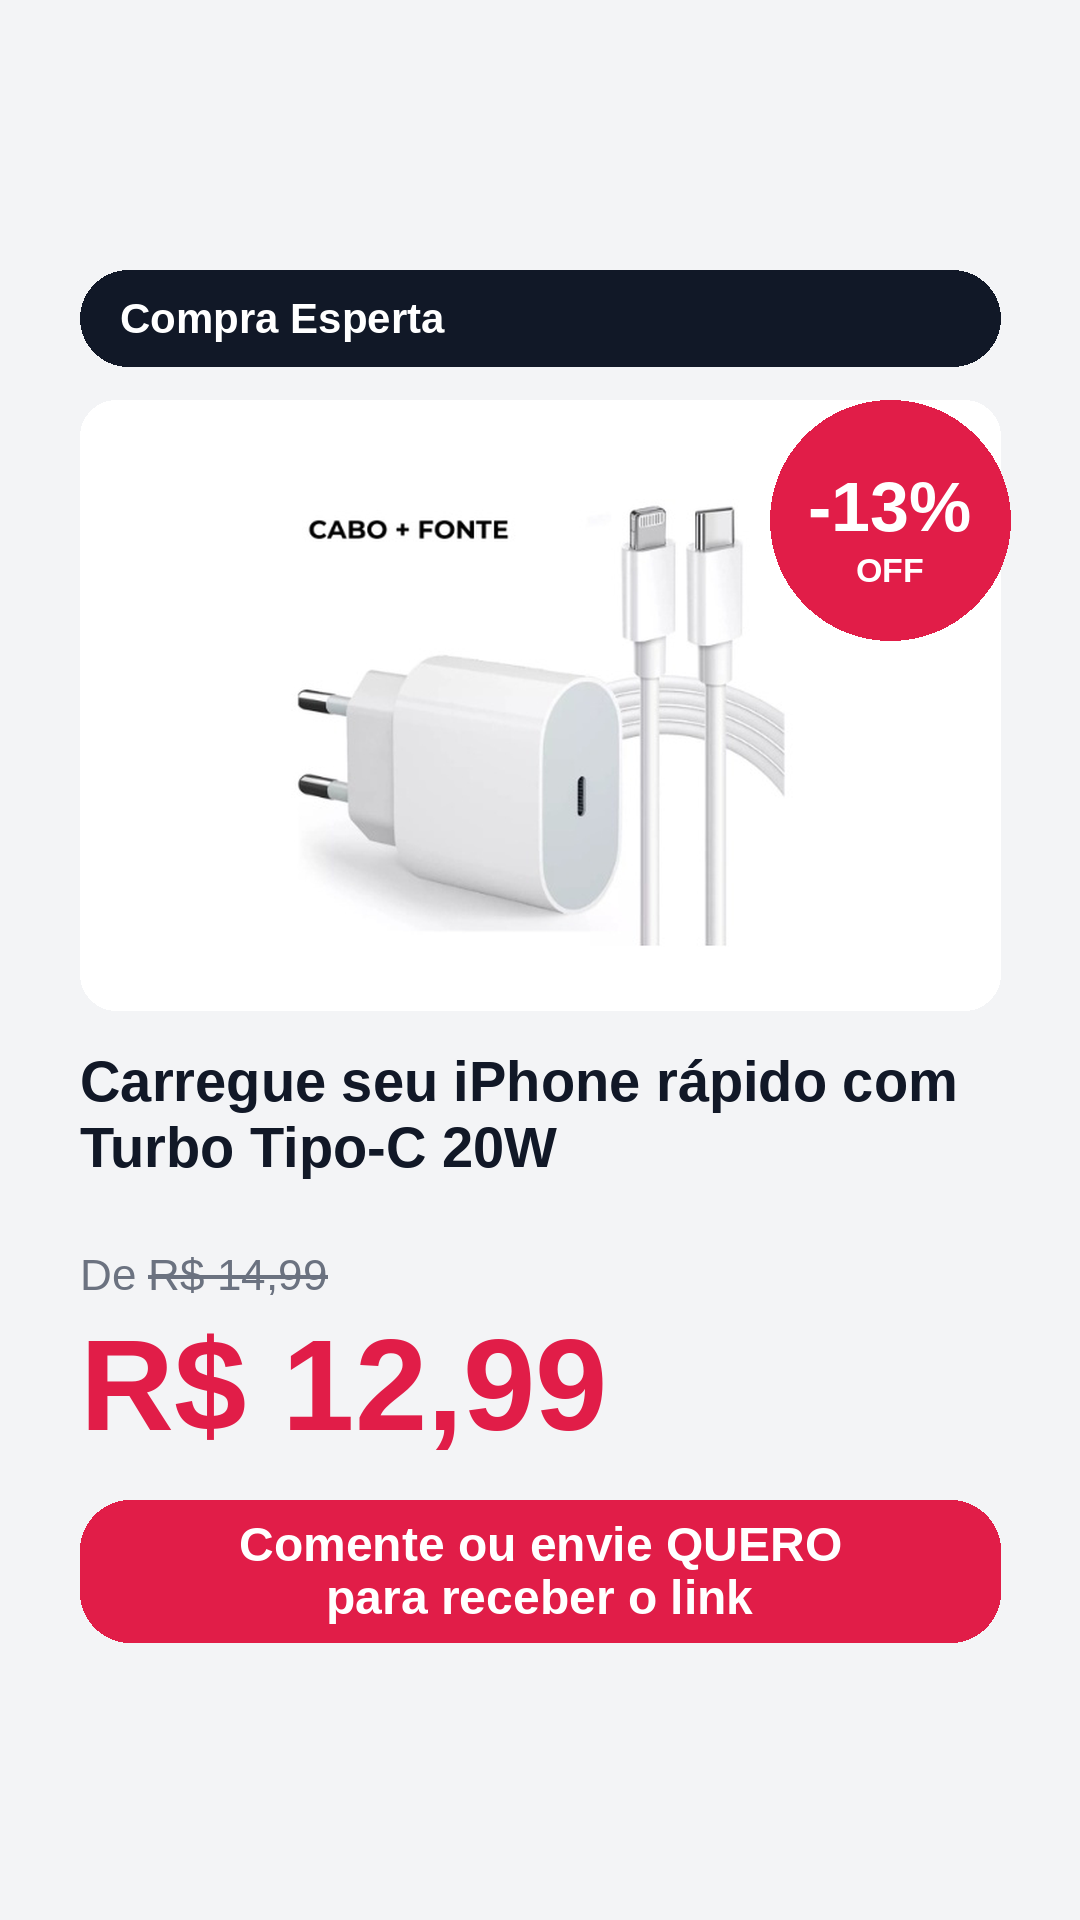 Compra Esperta
CABO + FONTE
-13%
OFF
Carregue seu iPhone rápido com
Turbo Tipo-C 20W
De R$ 14,99
R$ 12,99
Comente ou envie QUERO
para receber o link